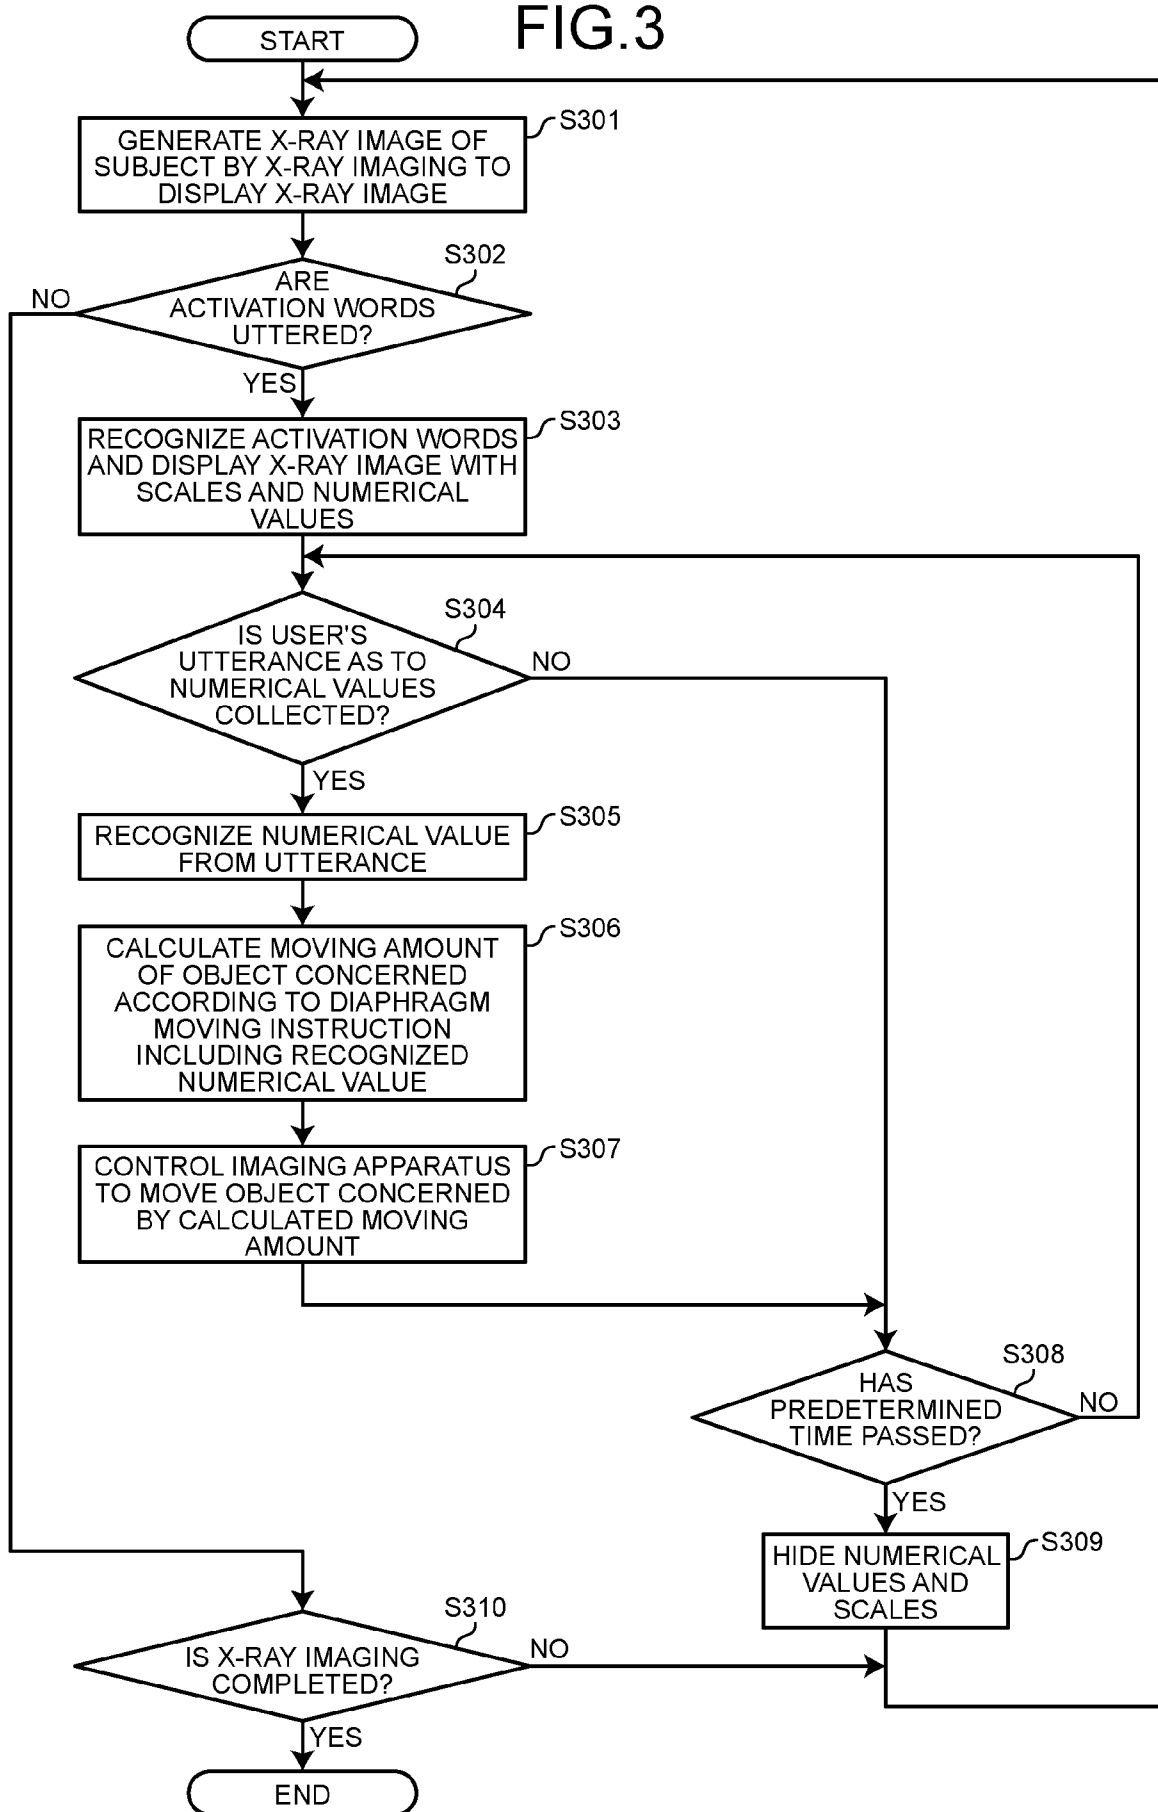 FIG.3
START
S301
GENERATE X-RAY IMAGE OF
SUBJECT BY X-RAY IMAGING TO
DISPLAY X-RAY IMAGE
S302
ARE
ACTIVATION WORDS
UTTERED?
NO
YES
S303
RECOGNIZE ACTIVATION WORDS
AND DISPLAY X-RAY IMAGE WITH
SCALES AND NUMERICAL
VALUES
S304
IS USER'S
UTTERANCE AS TO
NUMERICAL VALUES
COLLECTED?
NO
YES
S305
RECOGNIZE NUMERICAL VALUE
FROM UTTERANCE
S306
CALCULATE MOVING AMOUNT
OF OBJECT CONCERNED
ACCORDING TO DIAPHRAGM
MOVING INSTRUCTION
INCLUDING RECOGNIZED
NUMERICAL VALUE
S307
CONTROL IMAGING APPARATUS
TO MOVE OBJECT CONCERNED
BY CALCULATED MOVING
AMOUNT
S308
HAS
PREDETERMINED
TIME PASSED?
NO
YES
S309
HIDE NUMERICAL
VALUES AND
SCALES
S310
IS X-RAY IMAGING
COMPLETED?
NO
YES
END